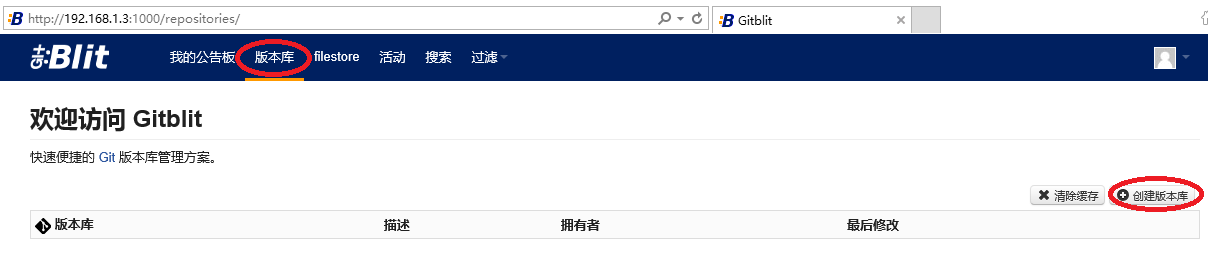 http://192.168.1.3:1000/repositories/ Gitblit
Blit 我的公告板 版本库 filestore 活动 搜索 过滤
欢迎访问 Gitblit
快速便捷的 Git 版本库管理方案。
清除缓存 创建版本库
版本库 描述 拥有者 最后修改